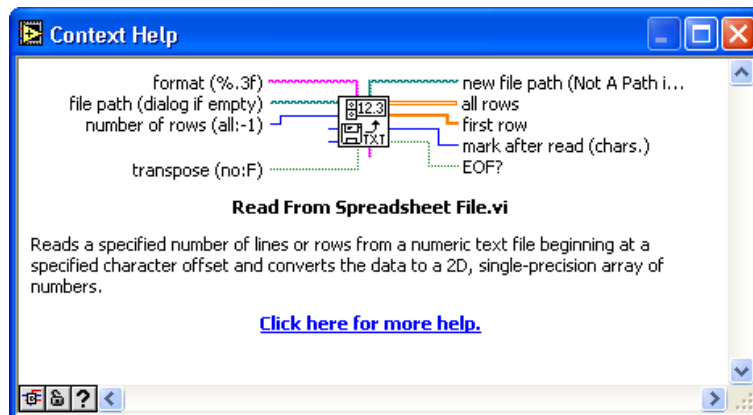 Context Help
format (%.3f)
file path (dialog if empty)
number of rows (all:-1)
transpose (no:F)
12.3
TXT
new file path (Not A Path i...
all rows
first row
mark after read (chars.)
EOF?
Read From Spreadsheet File.vi
Reads a specified number of lines or rows from a numeric text file beginning at a
specified character offset and converts the data to a 2D, single-precision array of
numbers.
Click here for more help.
?